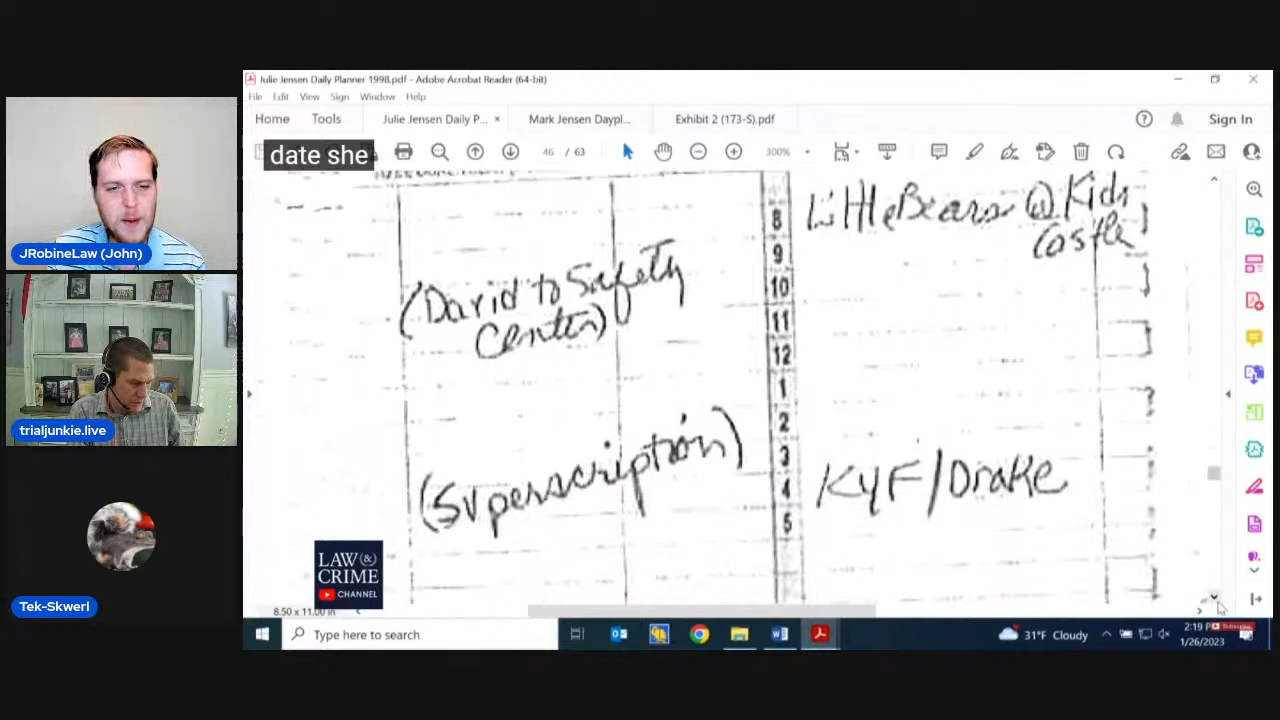 Julie Jensen Daily Planner 1998.pdf - Adobe Acrobat Reader (64-bit)
File Edit View Sign Window Help
Home Tools Julie Jensen Daily P... × Mark Jensen Daypl... Exhibit 2 (173-S).pdf Sign In
date she
46 / 63 300%
8 Little Bears @ Kids
Castle
9
10
11
12
1
2
3
4
5
(David to Safety
Center)
(Superscription)
KYF/Drake
JRobineLaw (John)
trialjunkie.live
Tek-Skwerl
LAW &
CRIME
CHANNEL
8.50 x 11.00 in
Type here to search
31°F Cloudy
2:19 P
Subscribe
1/26/2023